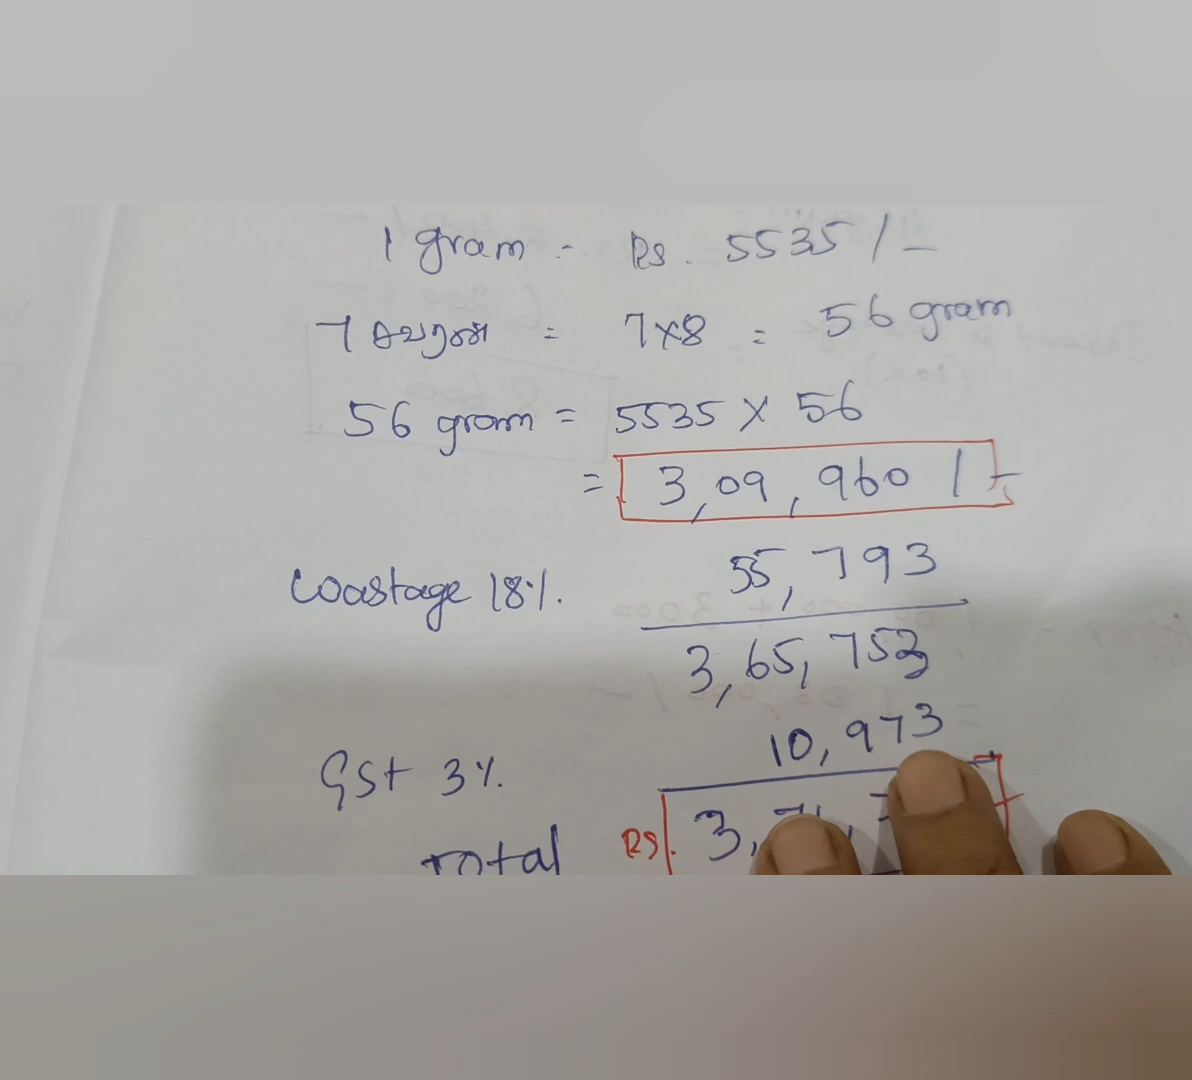 1 gram - Rs. 5535/-
7 சவரன் = 7x8 = 56 gram
56 gram = 5535 x 56
= 3,09,960/-
Wastage 18%. 55,793
3,65,753
GSt 3%. 10,973
Total Rs. 3,